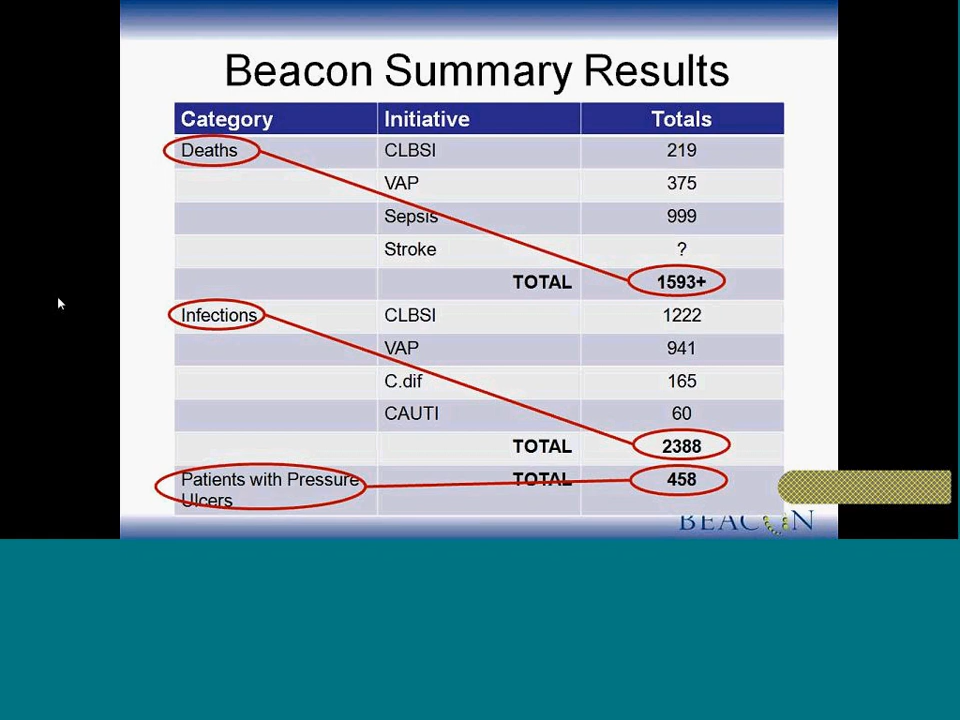 Beacon Summary Results
Category Initiative Totals
Deaths CLBSI 219
VAP 375
Sepsis 999
Stroke ?
TOTAL 1593+
Infections CLBSI 1222
VAP 941
C.dif 165
CAUTI 60
TOTAL 2388
Patients with Pressure TOTAL 458
Ulcers
BEACON